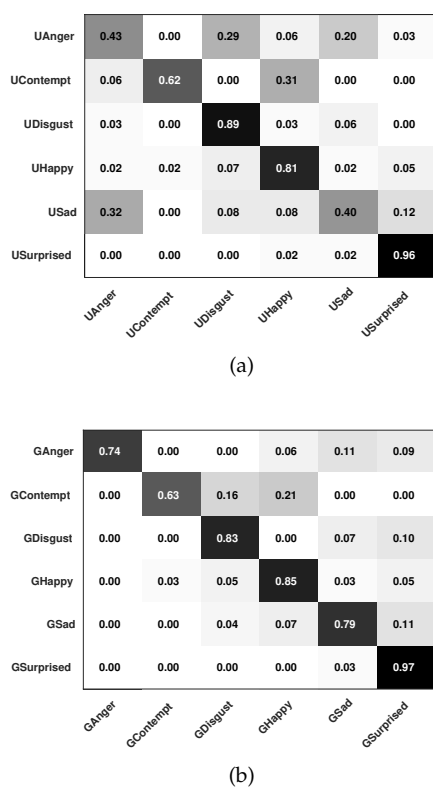 UAnger 0.43 0.00 0.29 0.06 0.20 0.03
UContempt 0.06 0.62 0.00 0.31 0.00 0.00
UDisgust 0.03 0.00 0.89 0.03 0.06 0.00
UHappy 0.02 0.02 0.07 0.81 0.02 0.05
USad 0.32 0.00 0.08 0.08 0.40 0.12
USurprised 0.00 0.00 0.00 0.02 0.02 0.96
UAnger UContempt UDisgust UHappy USad USurprised
(a)
GAnger 0.74 0.00 0.00 0.06 0.11 0.09
GContempt 0.00 0.63 0.16 0.21 0.00 0.00
GDisgust 0.00 0.00 0.83 0.00 0.07 0.10
GHappy 0.00 0.03 0.05 0.85 0.03 0.05
GSad 0.00 0.00 0.04 0.07 0.79 0.11
GSurprised 0.00 0.00 0.00 0.00 0.03 0.97
GAnger GContempt GDisgust GHappy GSad GSurprised
(b)